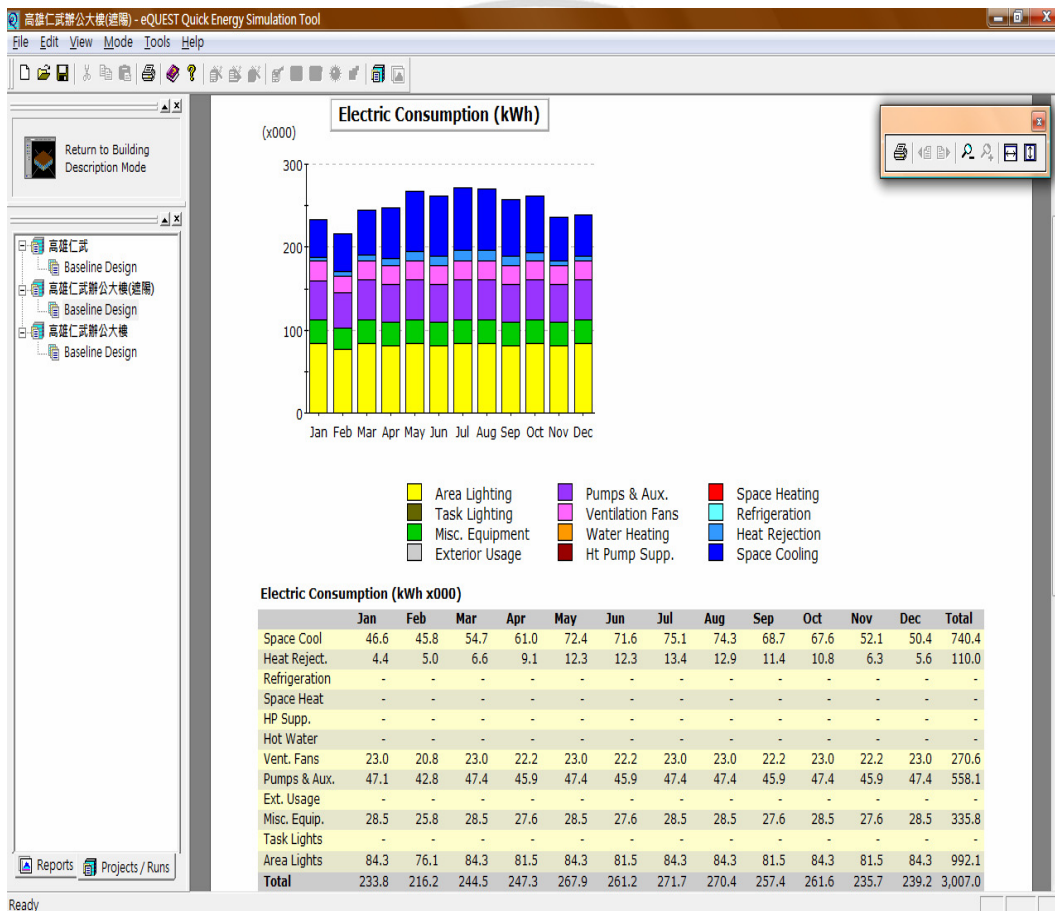 高雄仁武辦公大樓(遮陽) - eQUEST Quick Energy Simulation Tool
File Edit View Mode Tools Help
Return to Building
Description Mode
高雄仁武
Baseline Design
高雄仁武辦公大樓(遮陽)
Baseline Design
高雄仁武辦公大樓
Baseline Design
Reports Projects / Runs
Electric Consumption (kWh)
(x000)
300
200
100
0
Jan Feb Mar Apr May Jun Jul Aug Sep Oct Nov Dec
Area Lighting Pumps & Aux. Space Heating
Task Lighting Ventilation Fans Refrigeration
Misc. Equipment Water Heating Heat Rejection
Exterior Usage Ht Pump Supp. Space Cooling
Electric Consumption (kWh x000)
Jan Feb Mar Apr May Jun Jul Aug Sep Oct Nov Dec Total
Space Cool 46.6 45.8 54.7 61.0 72.4 71.6 75.1 74.3 68.7 67.6 52.1 50.4 740.4
Heat Reject. 4.4 5.0 6.6 9.1 12.3 12.3 13.4 12.9 11.4 10.8 6.3 5.6 110.0
Refrigeration - - - - - - - - - - - - -
Space Heat - - - - - - - - - - - - -
HP Supp. - - - - - - - - - - - - -
Hot Water - - - - - - - - - - - - -
Vent. Fans 23.0 20.8 23.0 22.2 23.0 22.2 23.0 23.0 22.2 23.0 22.2 23.0 270.6
Pumps & Aux. 47.1 42.8 47.4 45.9 47.4 45.9 47.4 47.4 45.9 47.4 45.9 47.4 558.1
Ext. Usage - - - - - - - - - - - - -
Misc. Equip. 28.5 25.8 28.5 27.6 28.5 27.6 28.5 28.5 27.6 28.5 27.6 28.5 335.8
Task Lights - - - - - - - - - - - - -
Area Lights 84.3 76.1 84.3 81.5 84.3 81.5 84.3 84.3 81.5 84.3 81.5 84.3 992.1
Total 233.8 216.2 244.5 247.3 267.9 261.2 271.7 270.4 257.4 261.6 235.7 239.2 3,007.0
Ready